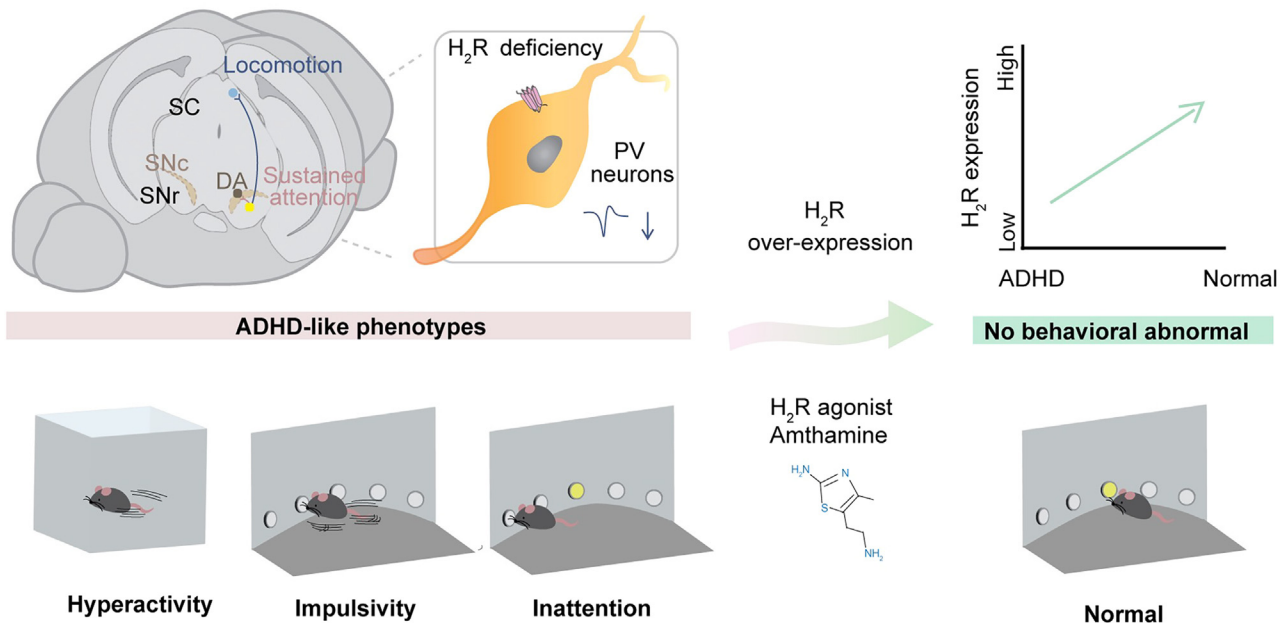 Locomotion
SC
SNc
SNr
DA
Sustained
attention
H₂R deficiency
PV
neurons
H₂R
over-expression
H₂R expression
High
Low
ADHD
Normal
ADHD-like phenotypes
No behavioral abnormal
H₂R agonist
Amthamine
H₂N
N
S
NH₂
Hyperactivity
Impulsivity
Inattention
Normal